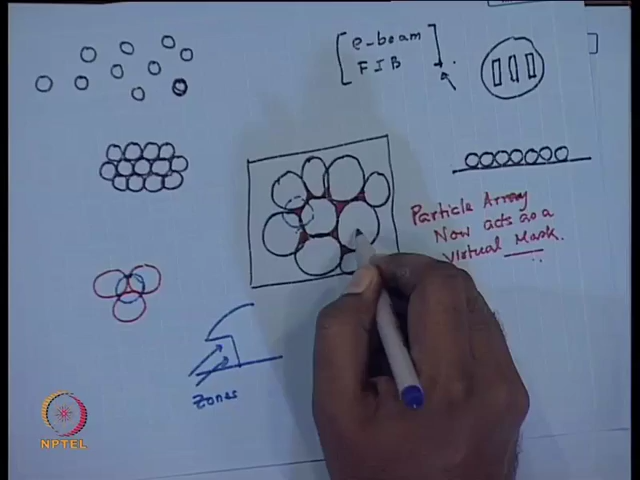 e-beam
FIB
Particle Array
Now acts as a
Virtual Mask.
Zones
NPTEL